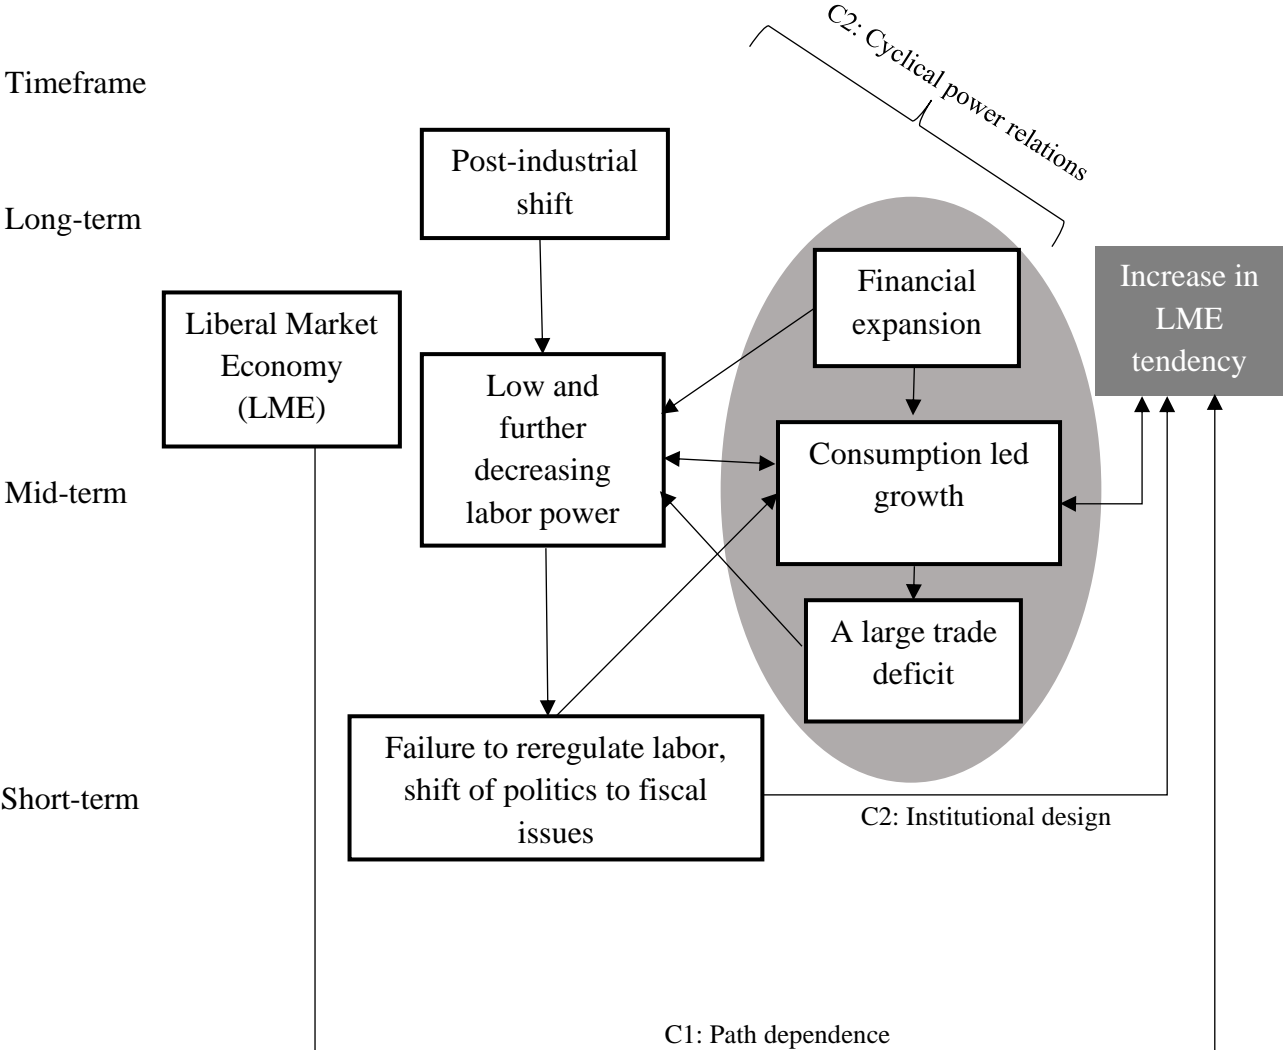 C2: Cyclical power relations
Timeframe
Post-industrial
shift
Long-term
Liberal Market
Economy
(LME)
Financial
expansion
Increase in
LME
tendency
Low and
further
decreasing
labor power
Consumption led
growth
Mid-term
A large trade
deficit
Failure to reregulate labor,
shift of politics to fiscal
issues
Short-term
C2: Institutional design
C1: Path dependence